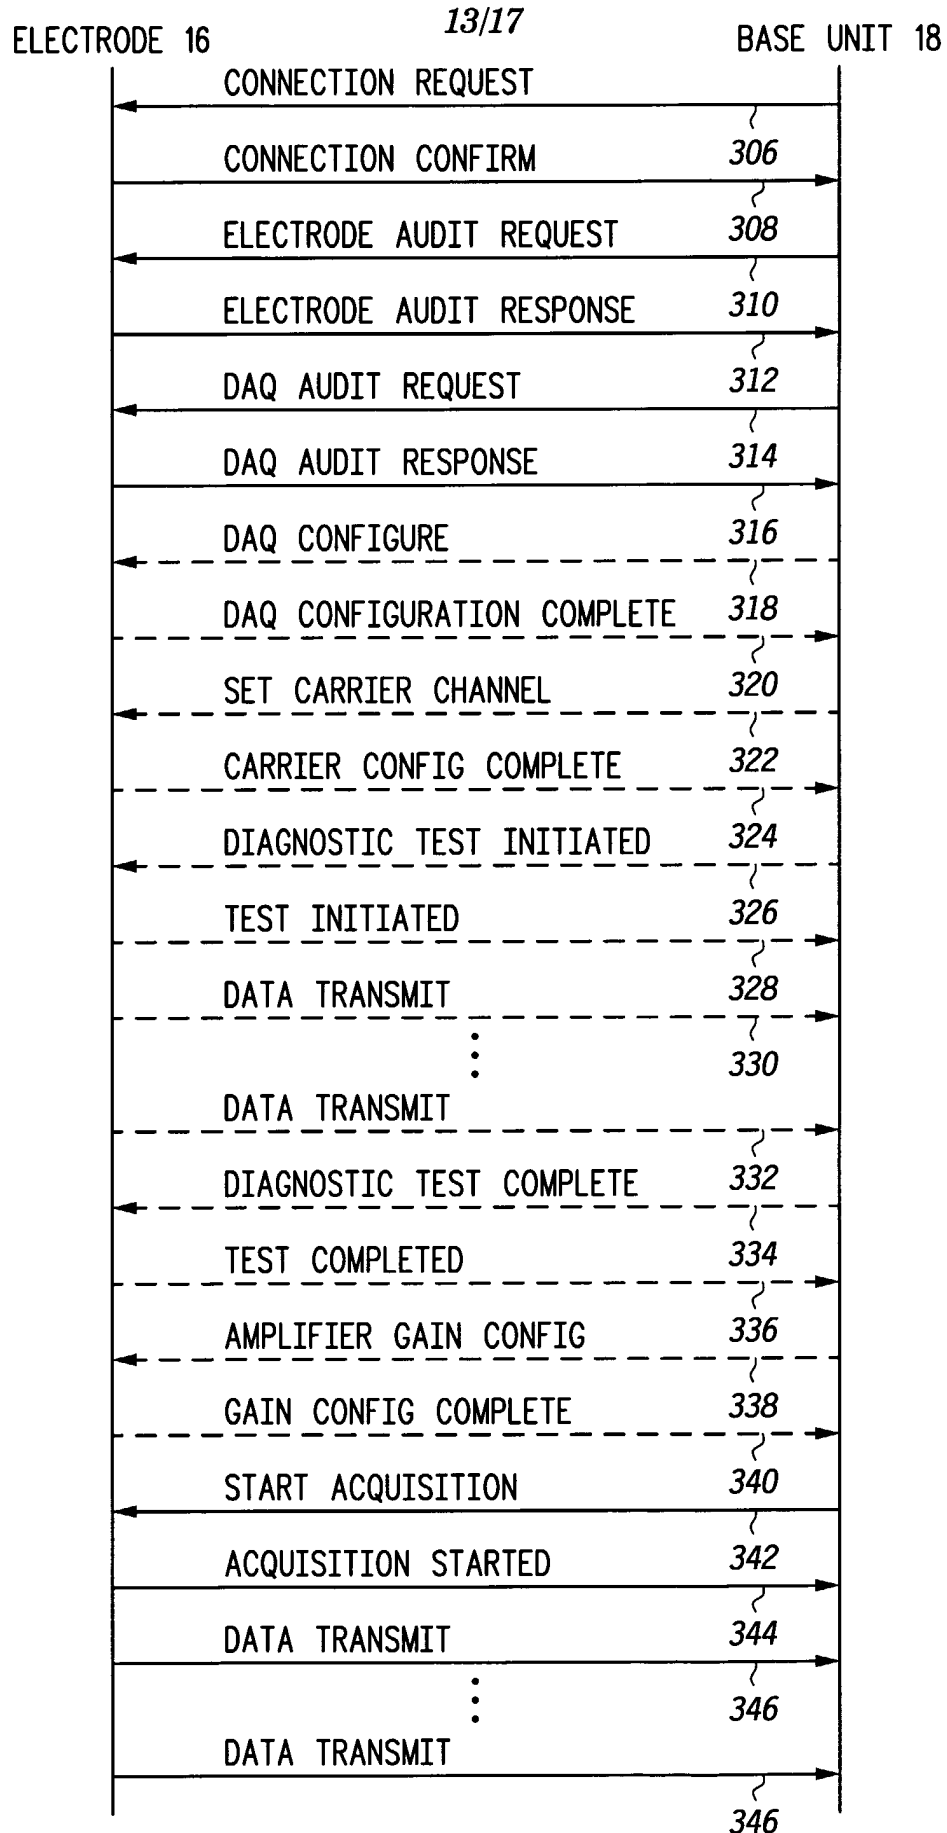 13/17
ELECTRODE 16 BASE UNIT 18
CONNECTION REQUEST
306
CONNECTION CONFIRM
308
ELECTRODE AUDIT REQUEST
310
ELECTRODE AUDIT RESPONSE
312
DAQ AUDIT REQUEST
314
DAQ AUDIT RESPONSE
316
DAQ CONFIGURE
318
DAQ CONFIGURATION COMPLETE
320
SET CARRIER CHANNEL
322
CARRIER CONFIG COMPLETE
324
DIAGNOSTIC TEST INITIATED
326
TEST INITIATED
328
DATA TRANSMIT
330
DATA TRANSMIT
332
DIAGNOSTIC TEST COMPLETE
334
TEST COMPLETED
336
AMPLIFIER GAIN CONFIG
338
GAIN CONFIG COMPLETE
340
START ACQUISITION
342
ACQUISITION STARTED
344
DATA TRANSMIT
346
DATA TRANSMIT
346